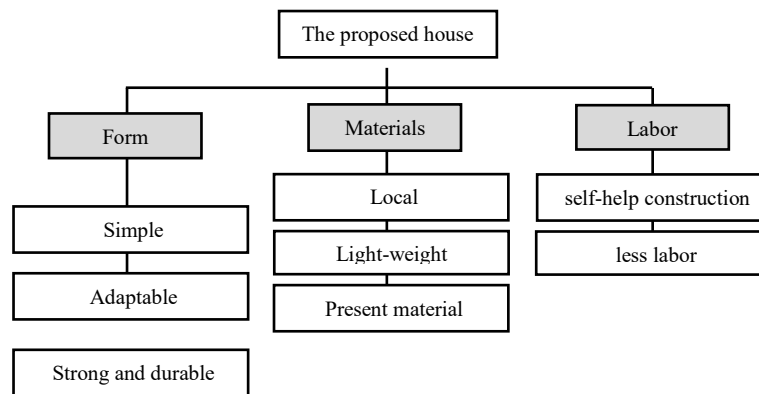 The proposed house
Form
Materials
Labor
Simple
Adaptable
Strong and durable
Local
Light-weight
Present material
self-help construction
less labor